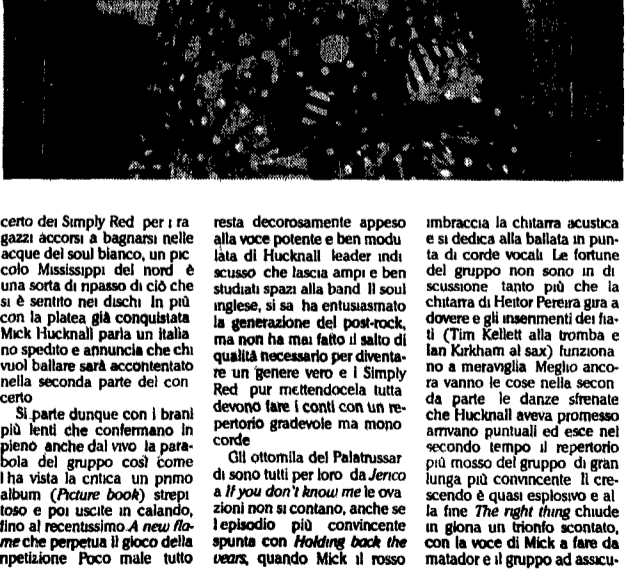 certo dei Simply Red per i ra
gazzi accorsi a bagnarsi nelle
acque del soul bianco, un pic
colo Mississippi del nord è
una sorta di ripasso di ciò che
si è sentito nei dischi In più
con la platea già conquistata
Mick Hucknall parla un italia
no spedito e annuncia che chi
vuol ballare sarà accontentato
nella seconda parte del con
certo
Si parte dunque con i brani
più lenti che confermano in
pieno anche dal vivo la para-
bola del gruppo così come
l ha vista la critica un primo
album (Picture book) strepi
toso e poi uscite in calando,
fino al recentissimo A new fla-
me che perpetua il gioco della
ripetizione Poco male tutto
resta decorosamente appeso
alla voce potente e ben modu
lata di Hucknall leader indi
scusso che lascia ampi e ben
studiati spazi alla band Il soul
inglese, si sa ha entusiasmato
la generazione del post-rock,
ma non ha mai fatto il salto di
qualità necessario per diventa-
re un genere vero e i Simply
Red pur mettendocela tutta
devono fare i conti con un re-
pertorio gradevole ma mono
corde
Gli ottomila del Palatrussar
di sono tutti per loro da Jerico
a If you don't know me le ova
zioni non si contano, anche se
l episodio più convincente
spunta con Holding back the
years, quando Mick il rosso
imbraccia la chitarra acustica
e si dedica alla ballata in pun-
ta di corde vocali Le fortune
del gruppo non sono in di
scussione tanto più che la
chitarra di Heitor Pereira gira a
dovere e gli inserimenti dei fia-
ti (Tim Kellett alla tromba e
Ian Kirkham al sax) funziona
no a meraviglia Meglio anco-
ra vanno le cose nella secon
da parte le danze sfrenate
che Hucknall aveva promesso
arrivano puntuali ed esce nel
secondo tempo il repertorio
più mosso del gruppo di gran
lunga più convincente Il cre-
scendo è quasi esplosivo e al
la fine The right thing chiude
in gloria un trionfo scontato,
con la voce di Mick a fare da
matador e il gruppo ad assicu-